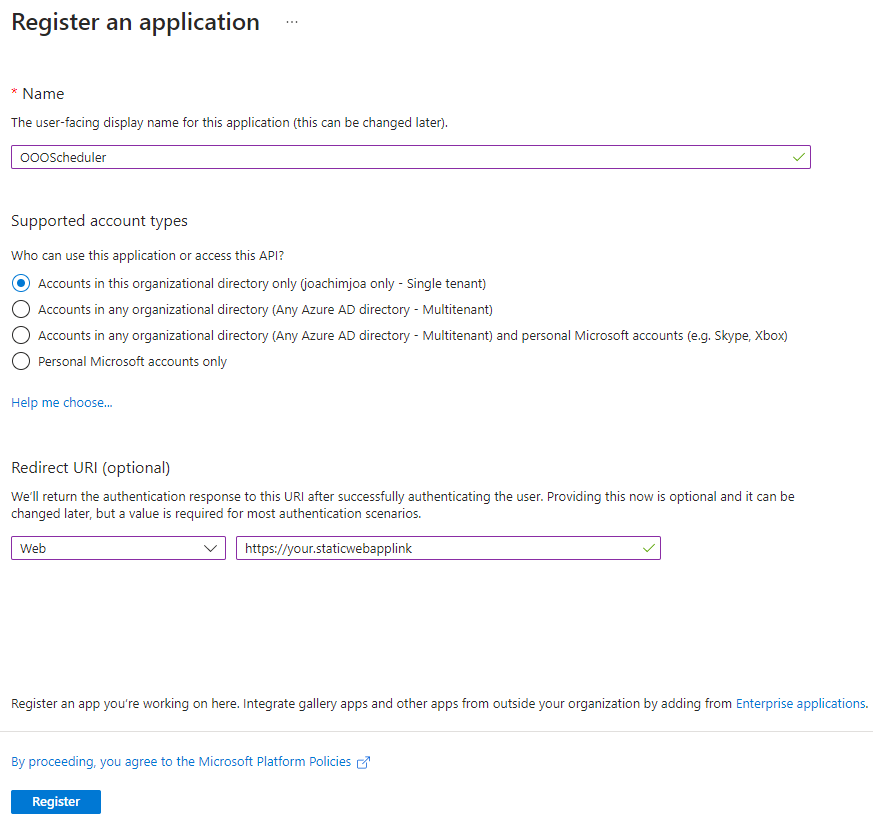 Register an application ...
* Name
The user-facing display name for this application (this can be changed later).
OOOScheduler
Supported account types
Who can use this application or access this API?
Accounts in this organizational directory only (joachimjoa only - Single tenant)
Accounts in any organizational directory (Any Azure AD directory - Multitenant)
Accounts in any organizational directory (Any Azure AD directory - Multitenant) and personal Microsoft accounts (e.g. Skype, Xbox)
Personal Microsoft accounts only
Help me choose...
Redirect URI (optional)
We'll return the authentication response to this URI after successfully authenticating the user. Providing this now is optional and it can be
changed later, but a value is required for most authentication scenarios.
Web https://your.staticwebapplink
Register an app you're working on here. Integrate gallery apps and other apps from outside your organization by adding from Enterprise applications.
By proceeding, you agree to the Microsoft Platform Policies
Register